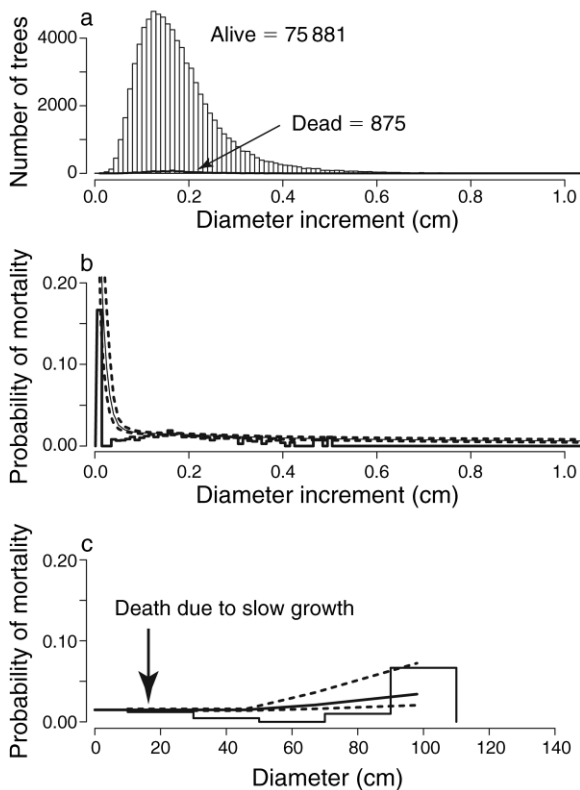 a
Number of trees
4000
2000
0
Alive = 75 881
Dead = 875
0.0 0.2 0.4 0.6 0.8 1.0
Diameter increment (cm)
b
Probability of mortality
0.20
0.10
0.00
0.0 0.2 0.4 0.6 0.8 1.0
Diameter increment (cm)
c
Probability of mortality
0.20
0.10
0.00
Death due to slow growth
0 20 40 60 80 100 120 140
Diameter (cm)